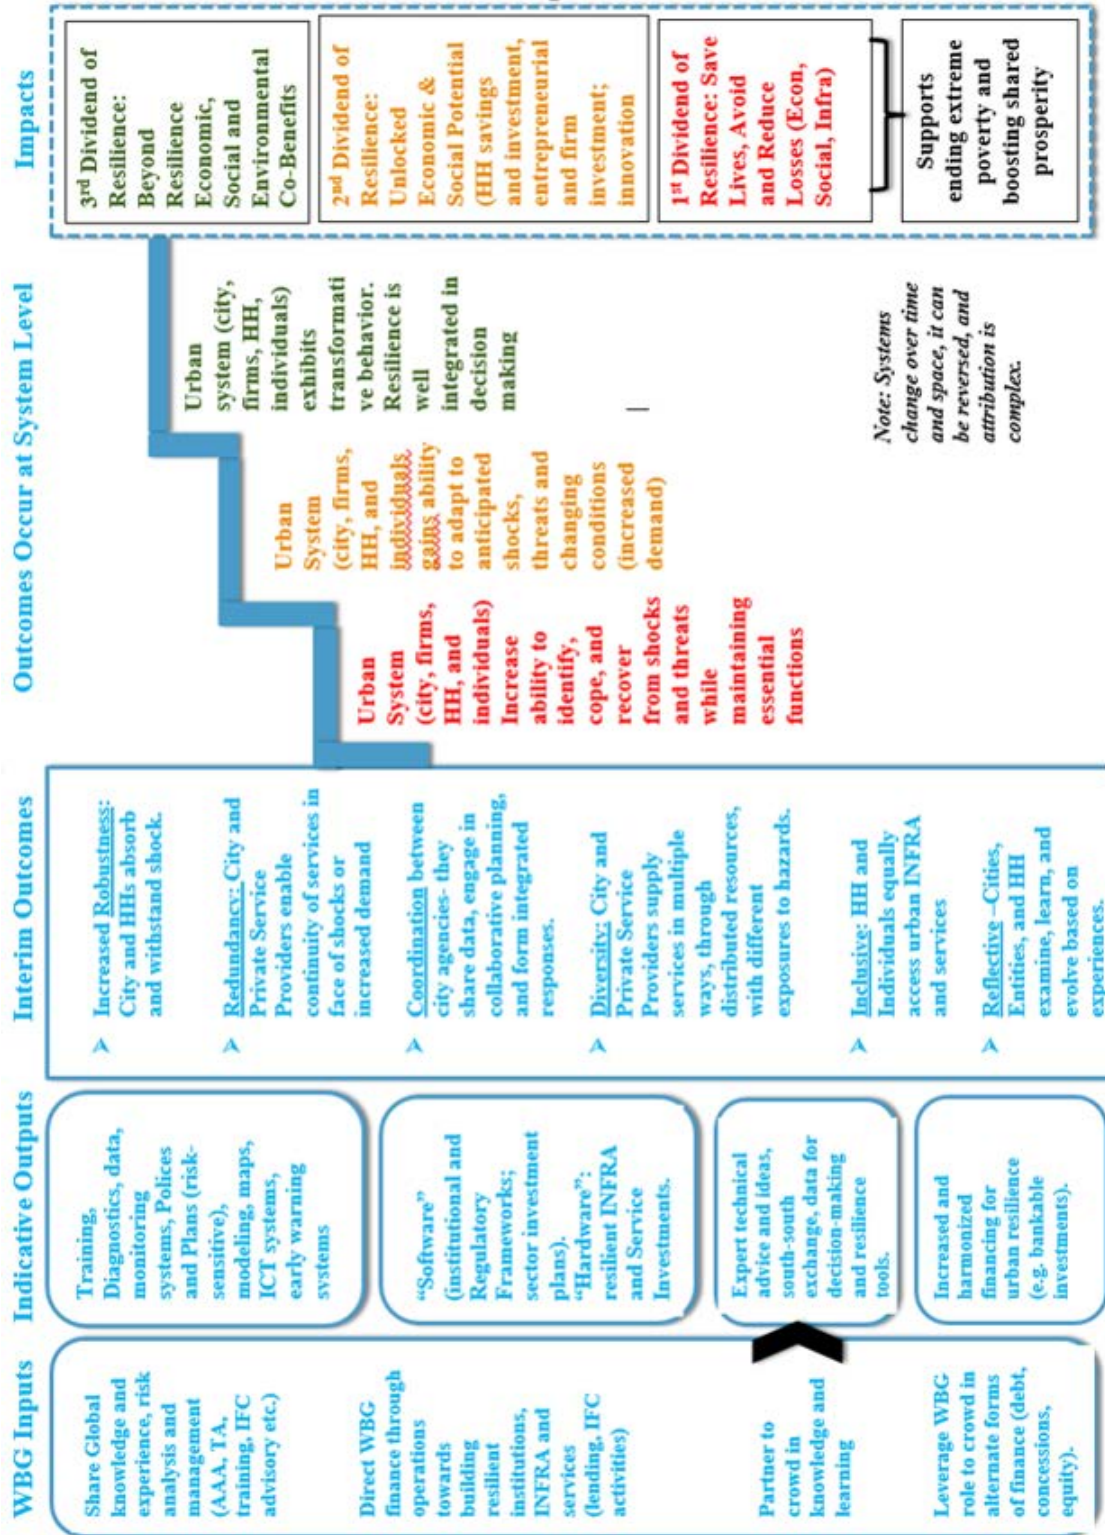 WBG Inputs
Share Global
knowledge and
experience, risk
analysis and
management
(AAA, TA,
training, IFC
advisory etc.)
Direct WBG
finance through
operations
towards
building
resilient
institutions,
INFRA and
services
(lending, IFC
activities)
Partner to
crowd in
knowledge and
learning
Leverage WBG
role to crowd in
alternate forms
of finance (debt,
concessions,
equity).
Indicative Outputs
Training,
Diagnostics, data,
monitoring
systems, Polices
and Plans (risk-
sensitive),
modeling, maps,
ICT systems,
early warning
systems
“Software”
(institutional and
Regulatory
Frameworks;
sector investment
plans).
“Hardware”:
resilient INFRA
and Service
Investments.
Expert technical
advice and ideas,
south-south
exchange, data for
decision-making
and resilience
tools.
Increased and
harmonized
financing for
urban resilience
(e.g. bankable
investments).
Interim Outcomes
➢ Increased Robustness:
City and HHs absorb
and withstand shock.
➢ Redundancy: City and
Private Service
Providers enable
continuity of services in
face of shocks or
increased demand
➢ Coordination between
city agencies- they
share data, engage in
collaborative planning,
and form integrated
responses.
➢ Diversity: City and
Private Service
Providers supply
services in multiple
ways, through
distributed resources,
with different
exposures to hazards.
➢ Inclusive: HH and
Individuals equally
access urban INFRA
and services
➢ Reflective –Cities,
Entities, and HH
examine, learn, and
evolve based on
experiences.
Outcomes Occur at System Level
Urban
System
(city, firms,
HH, and
individuals)
Increase
ability to
identify,
cope, and
recover
from shocks
and threats
while
maintaining
essential
functions
Urban
System
(city, firms,
HH, and
individuals
gains ability
to adapt to
anticipated
shocks,
threats and
changing
conditions
(increased
demand)
Urban
system (city,
firms, HH,
individuals)
exhibits
transformati
ve behavior.
Resilience is
well
integrated in
decision
making
Note: Systems
change over time
and space, it can
be reversed, and
attribution is
complex.
Impacts
3rd Dividend of
Resilience:
Beyond
Resilience
Economic,
Social and
Environmental
Co-Benefits
2nd Dividend of
Resilience:
Unlocked
Economic &
Social Potential
(HH savings
and investment,
entrepreneurial
and firm
investment;
innovation
1st Dividend of
Resilience: Save
Lives, Avoid
and Reduce
Losses (Econ,
Social, Infra)
Supports
ending extreme
poverty and
boosting shared
prosperity